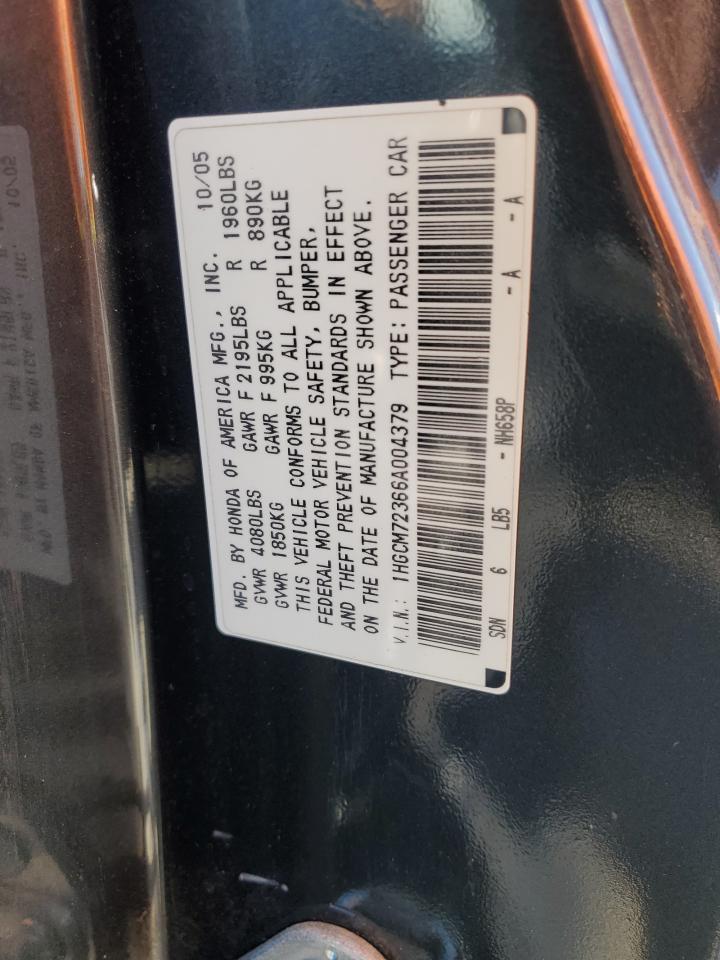 MFD. BY HONDA OF AMERICA MFG., INC. 10/05
GVWR 4080LBS GAWR F 2195LBS R 1960LBS
GVWR 1850KG GAWR F 995KG R 890KG
THIS VEHICLE CONFORMS TO ALL APPLICABLE
FEDERAL MOTOR VEHICLE SAFETY, BUMPER,
AND THEFT PREVENTION STANDARDS IN EFFECT
ON THE DATE OF MANUFACTURE SHOWN ABOVE.
V.I.N.: 1HGCM72366A004379 TYPE: PASSENGER CAR
SDN 6 LB5 - NH658P - A - A